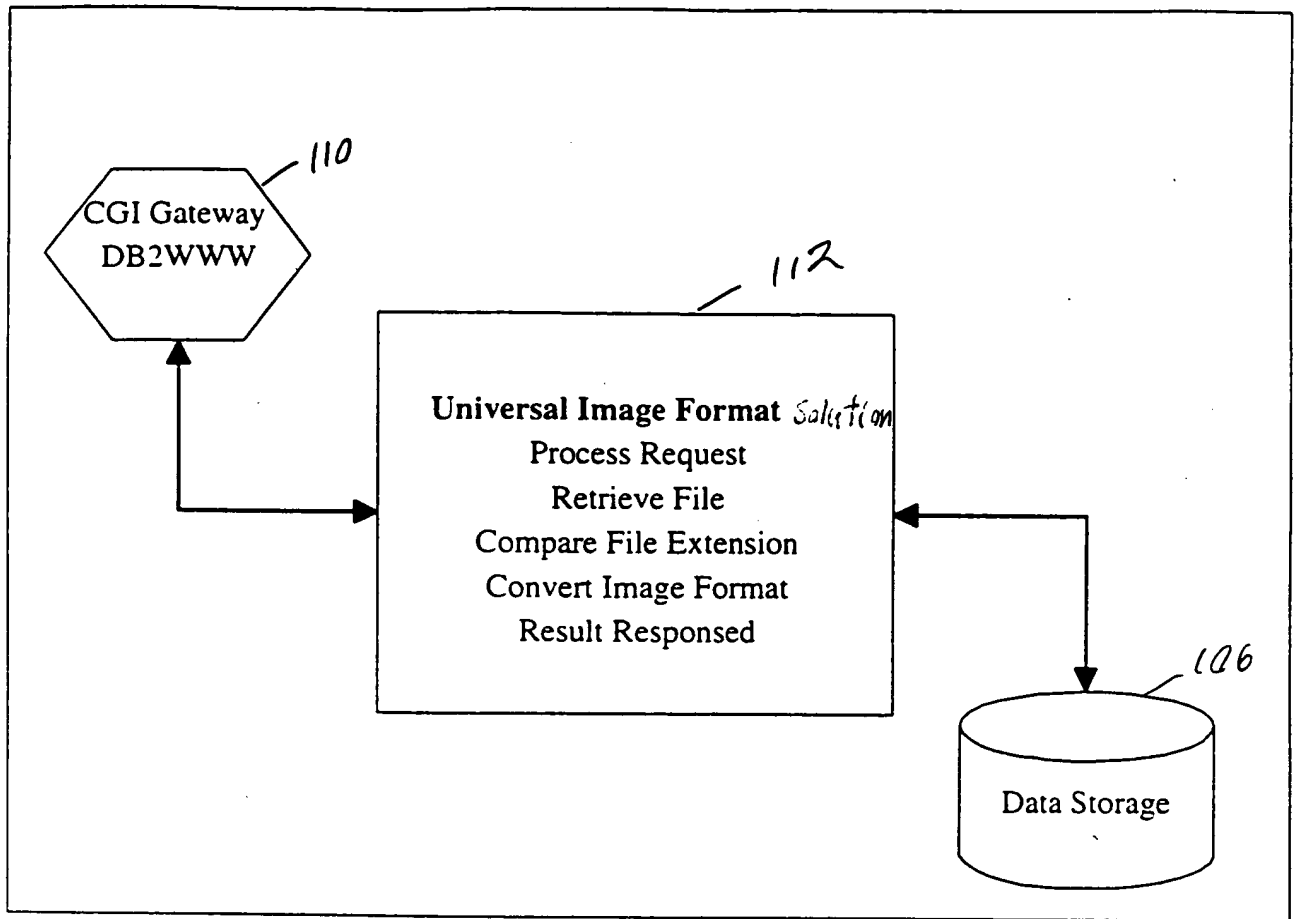 110
CGI Gateway
DB2WWW
112
Universal Image Format Solution
Process Request
Retrieve File
Compare File Extension
Convert Image Format
Result Responsed
106
Data Storage